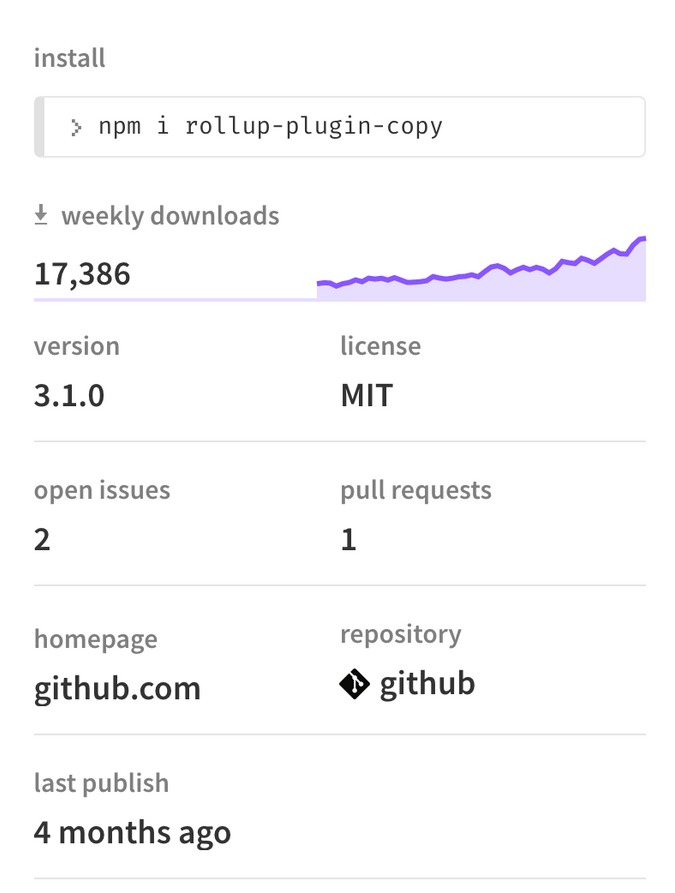 install
npm i rollup-plugin-copy
weekly downloads
17,386
version
license
3.1.0
MIT
open issues
pull requests
2
1
homepage
repository
github.com
github
last publish
4 months ago